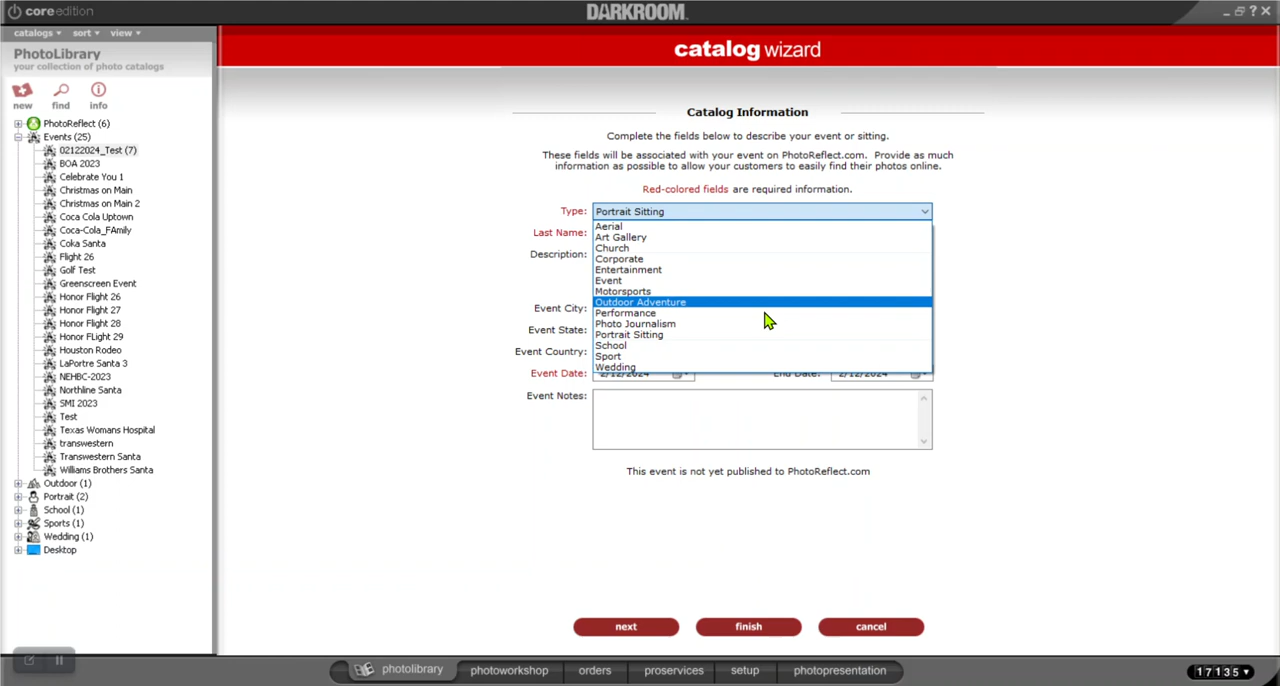 coreedition
DARKROOM
catalogs sort view
PhotoLibrary
your collection of photo catalogs
new find info
PhotoReflect (6)
Events (25)
02122024_Test (7)
BOA 2023
Celebrate You 1
Christmas on Main
Christmas on Main 2
Coca Cola Uptown
Coca-Cola_FAmily
Coka Santa
Flight 26
Golf Test
Greenscreen Event
Honor Flight 26
Honor Flight 27
Honor Flight 28
Honor FLight 29
Houston Rodeo
LaPortre Santa 3
NEHBC-2023
Northline Santa
SMI 2023
Test
Texas Womans Hospital
transwestern
Transwestern Santa
Williams Brothers Santa
Outdoor (1)
Portrait (2)
School (1)
Sports (1)
Wedding (1)
Desktop
catalog wizard
Catalog Information
Complete the fields below to describe your event or sitting.
These fields will be associated with your event on PhotoReflect.com. Provide as much
information as possible to allow your customers to easily find their photos online.
Red-colored fields are required information.
Type: Portrait Sitting
Aerial
Art Gallery
Church
Corporate
Entertainment
Event
Motorsports
Outdoor Adventure
Performance
Photo Journalism
Portrait Sitting
School
Sport
Wedding
Last Name:
Description:
Event City:
Event State:
Event Country:
Event Date: 2/12/2024 End Date: 2/12/2024
Event Notes:
This event is not yet published to PhotoReflect.com
next finish cancel
photolibrary photoworkshop orders proservices setup photopresentation
17135